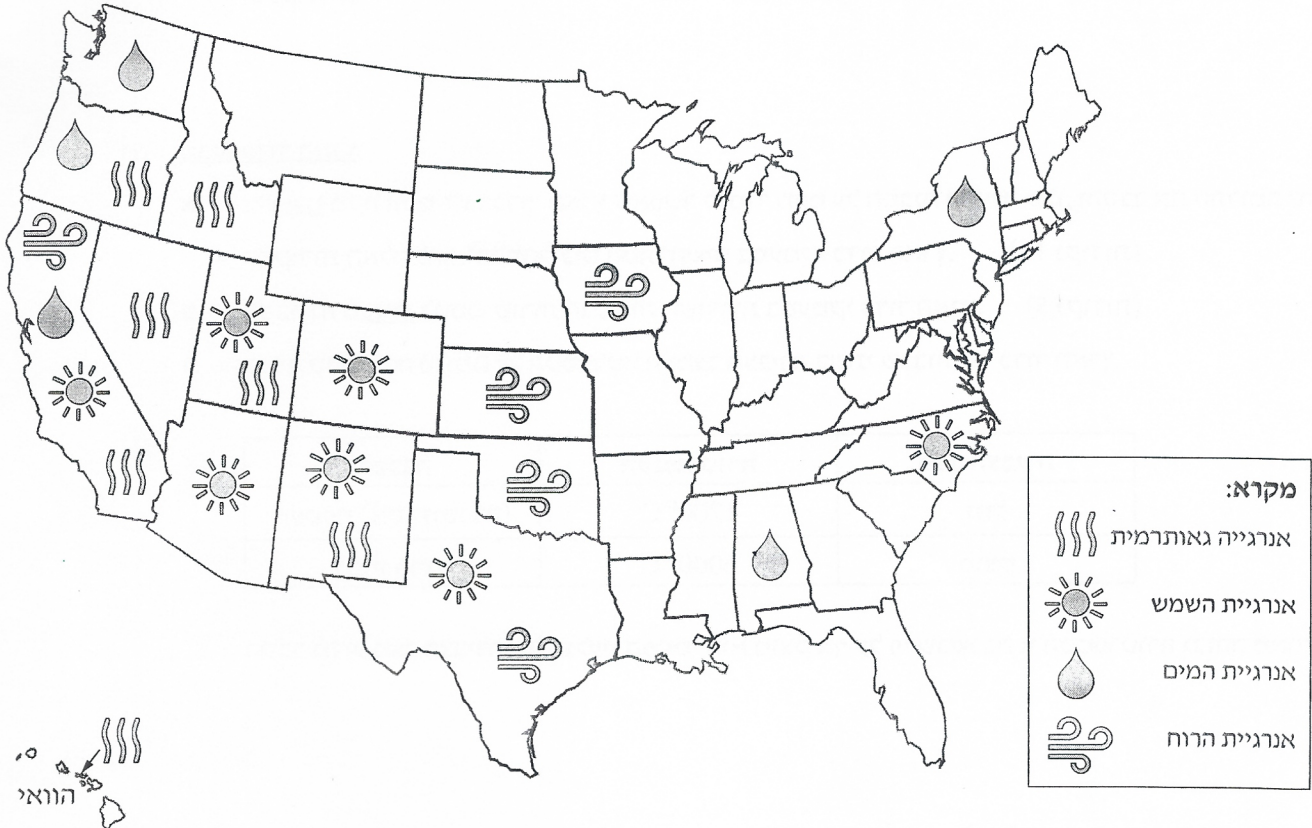 מקרא:
אנרגייה גאותרמית
אנרגיית השמש
אנרגיית המים
אנרגיית הרוח
הוואי